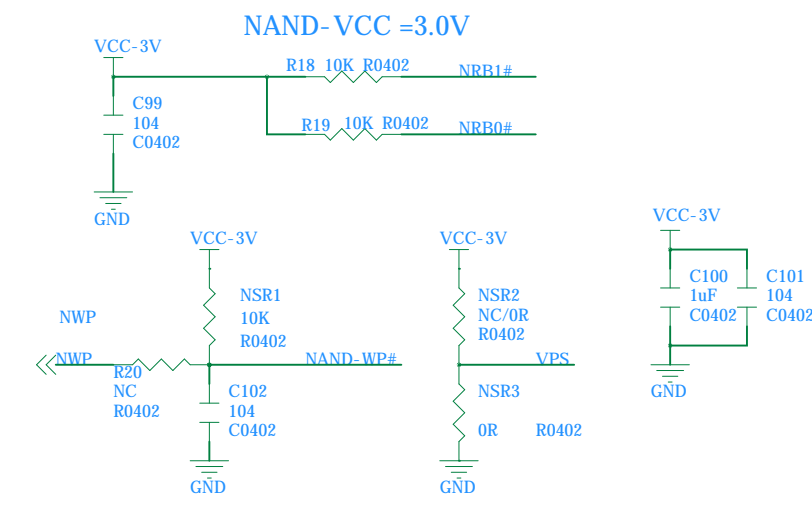 NAND-VCC =3.0V
VCC-3V
R18 10K R0402 NRB1#
C99
104
C0402
R19 10K R0402 NRB0#
GND
VCC-3V
NSR1
10K
R0402
NWP
NWP
R20
NC
R0402
NAND-WP#
C102
104
C0402
GND
VCC-3V
NSR2
NC/0R
R0402
VPS
NSR3
0R R0402
GND
VCC-3V
C100
1uF
C0402
C101
104
C0402
GND